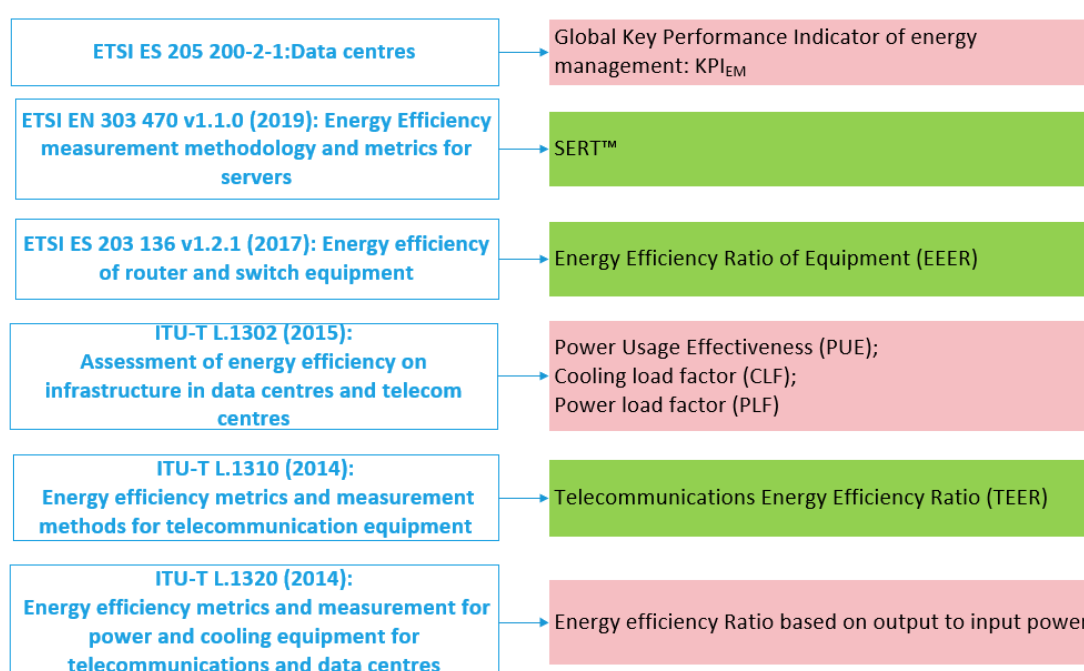 ETSI ES 205 200-2-1:Data centres
Global Key Performance Indicator of energy
management: KPIEM
ETSI EN 303 470 v1.1.0 (2019): Energy Efficiency
measurement methodology and metrics for
servers
SERT™
ETSI ES 203 136 v1.2.1 (2017): Energy efficiency
of router and switch equipment
Energy Efficiency Ratio of Equipment (EEER)
ITU-T L.1302 (2015):
Assessment of energy efficiency on
infrastructure in data centres and telecom
centres
Power Usage Effectiveness (PUE);
Cooling load factor (CLF);
Power load factor (PLF)
ITU-T L.1310 (2014):
Energy efficiency metrics and measurement
methods for telecommunication equipment
Telecommunications Energy Efficiency Ratio (TEER)
ITU-T L.1320 (2014):
Energy efficiency metrics and measurement for
power and cooling equipment for
telecommunications and data centres
Energy efficiency Ratio based on output to input power